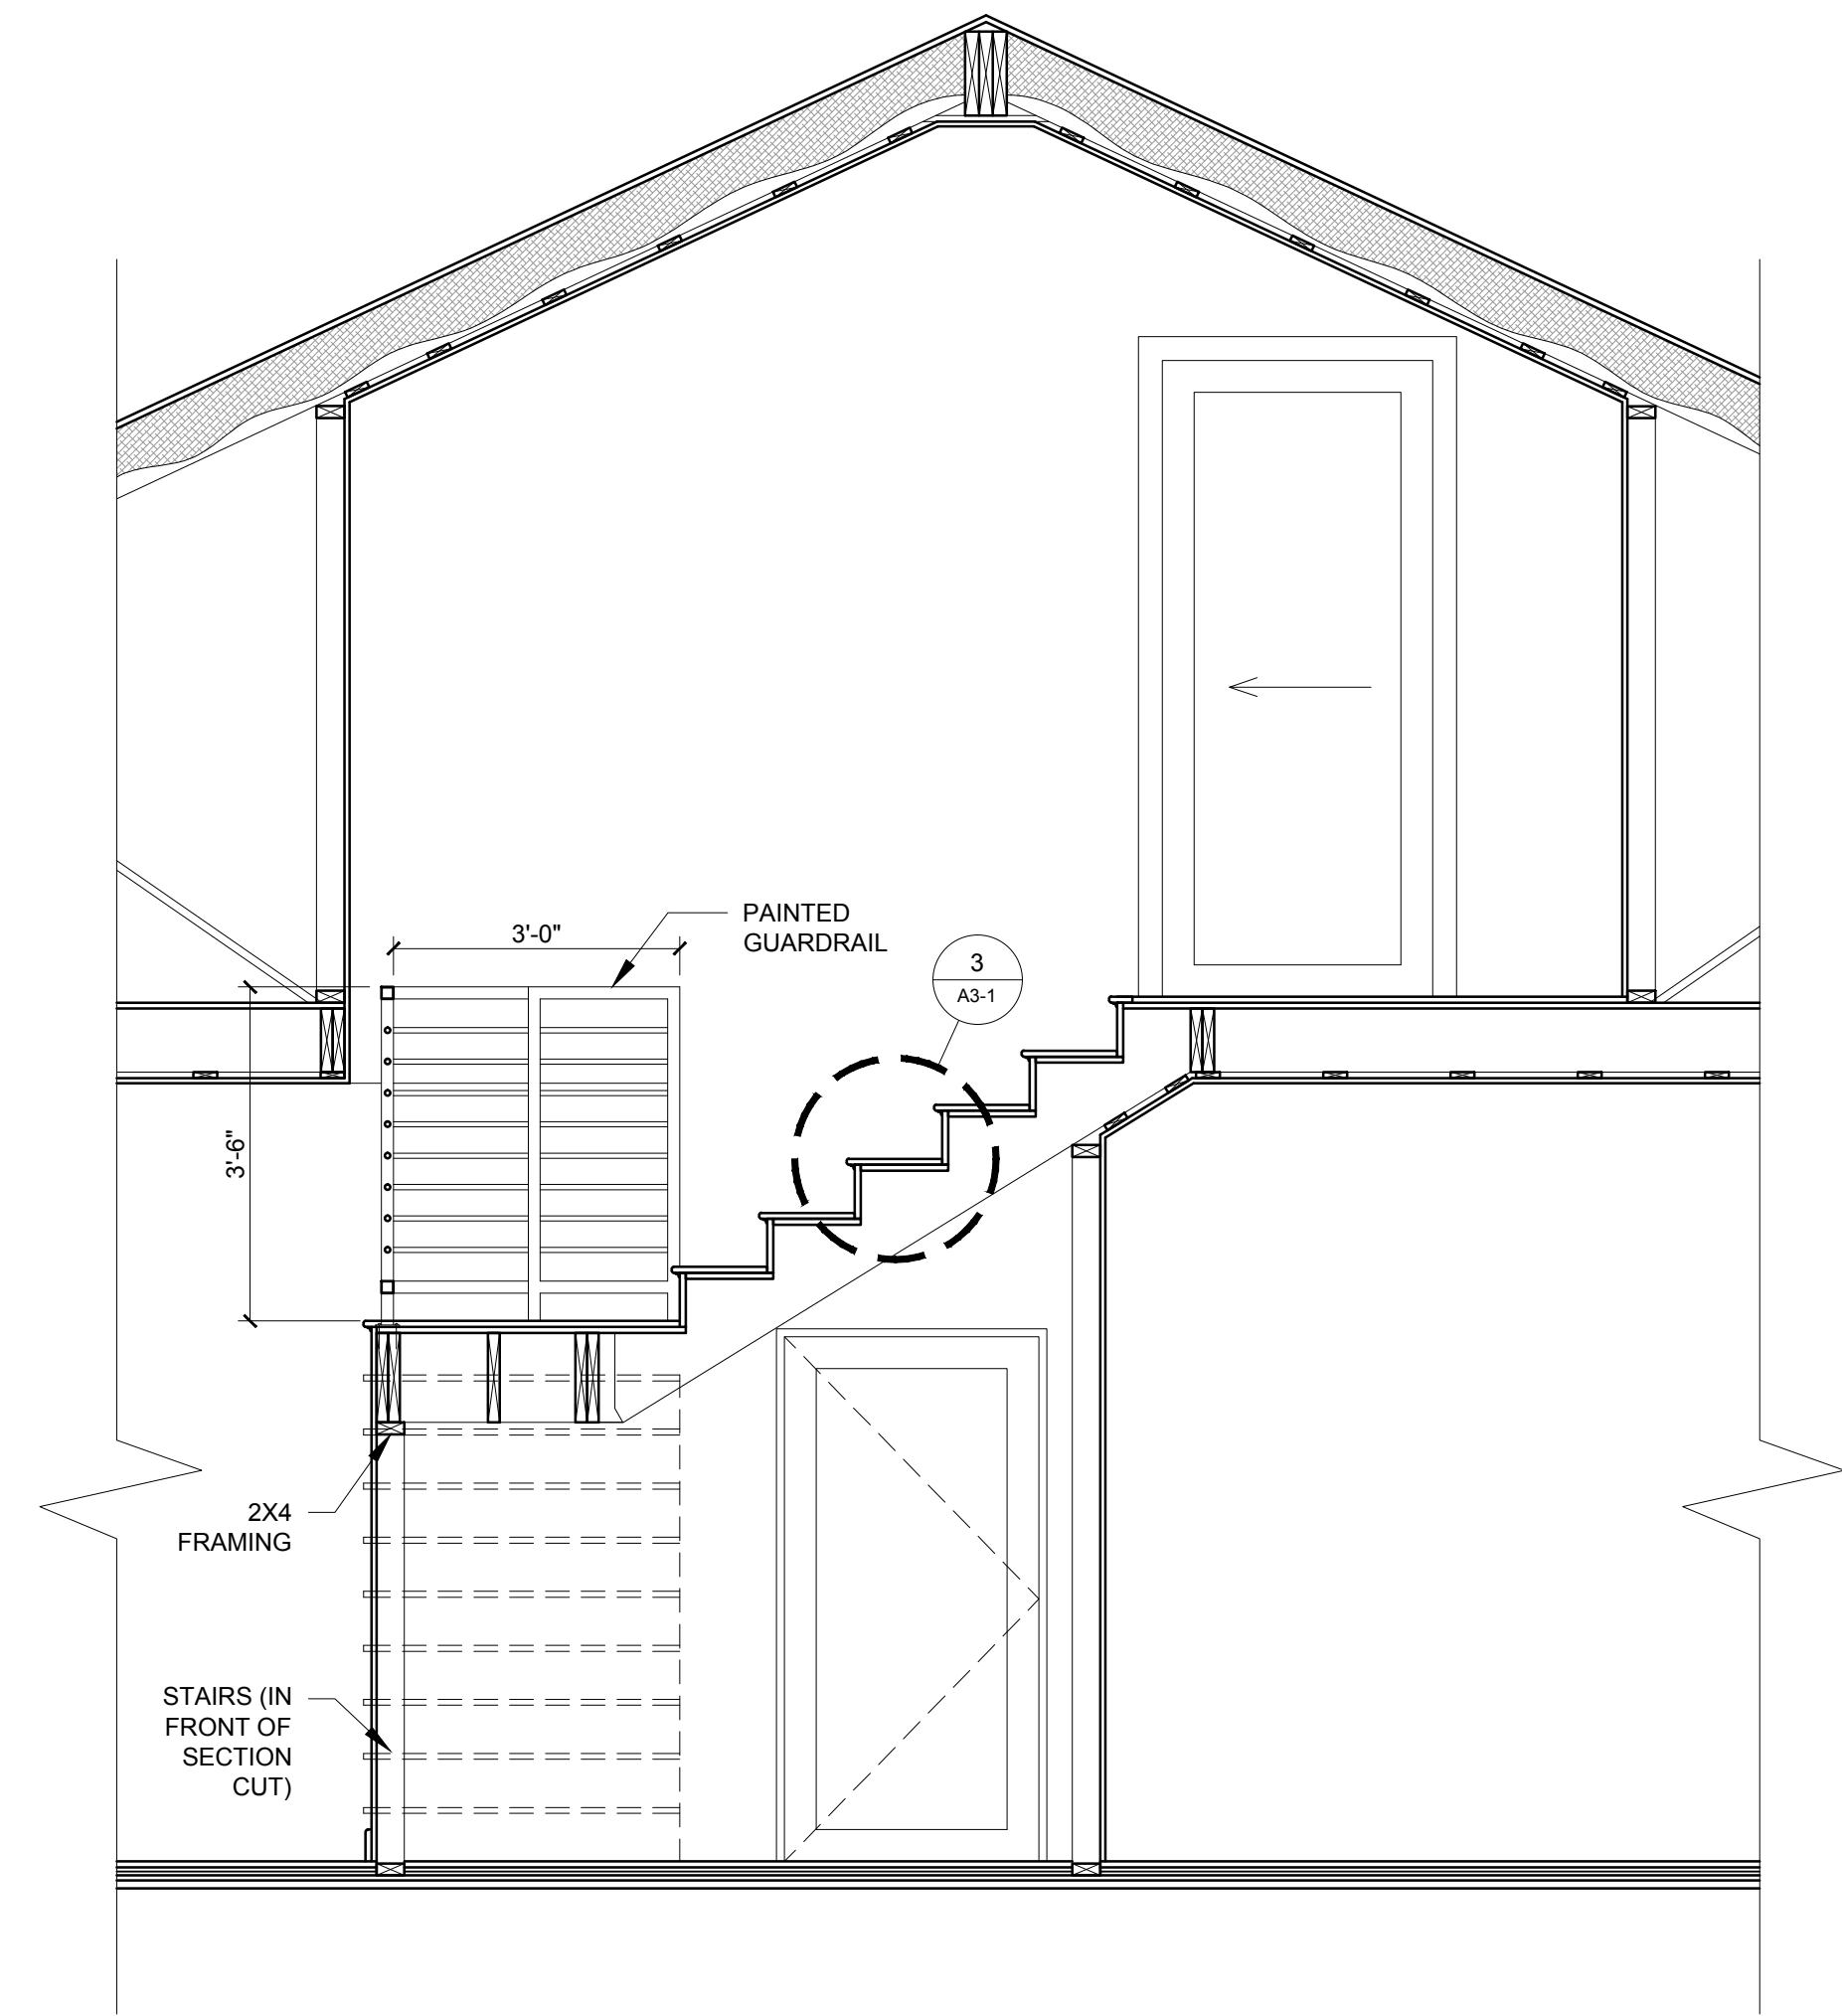 PAINTED
GUARDRAIL
3'-0"
3
A3-1
3'-6"
2X4
FRAMING
STAIRS (IN
FRONT OF
SECTION
CUT)